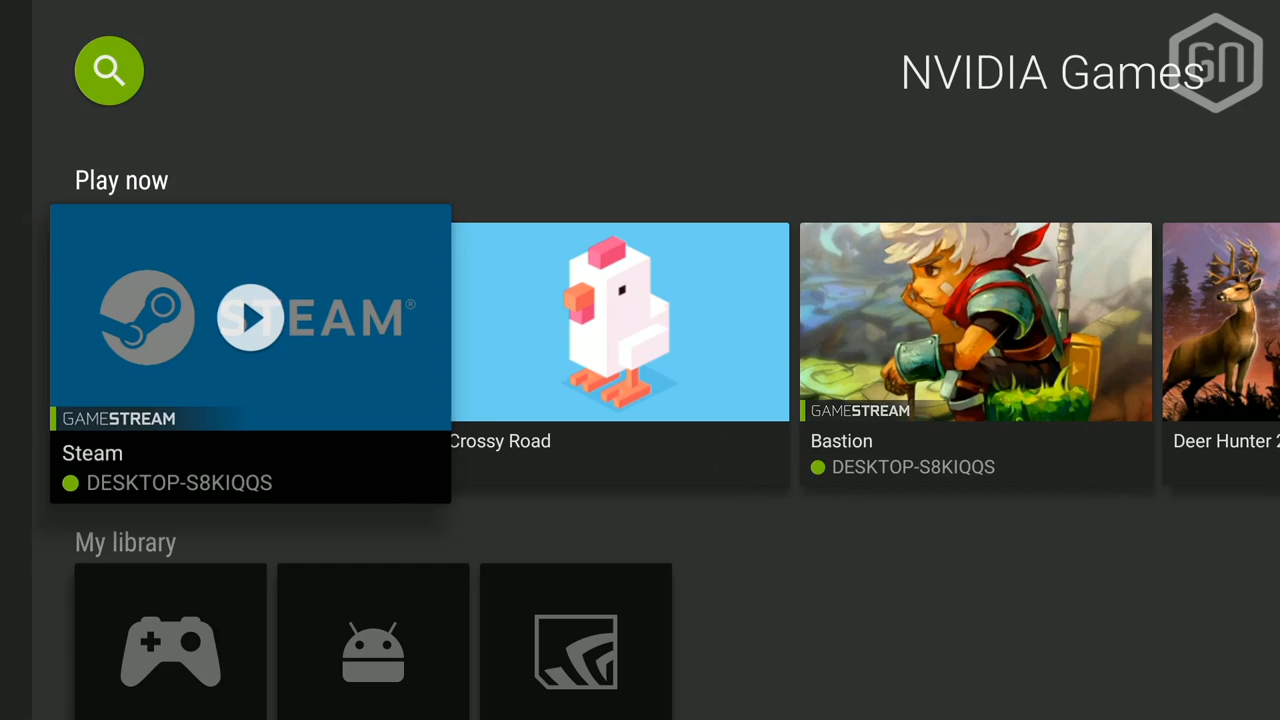 NVIDIA Games
GN
Play now
STEAM®
GAMESTREAM
Steam
DESKTOP-S8KIQQS
Crossy Road
GAMESTREAM
Bastion
DESKTOP-S8KIQQS
Deer Hunter 2
My library